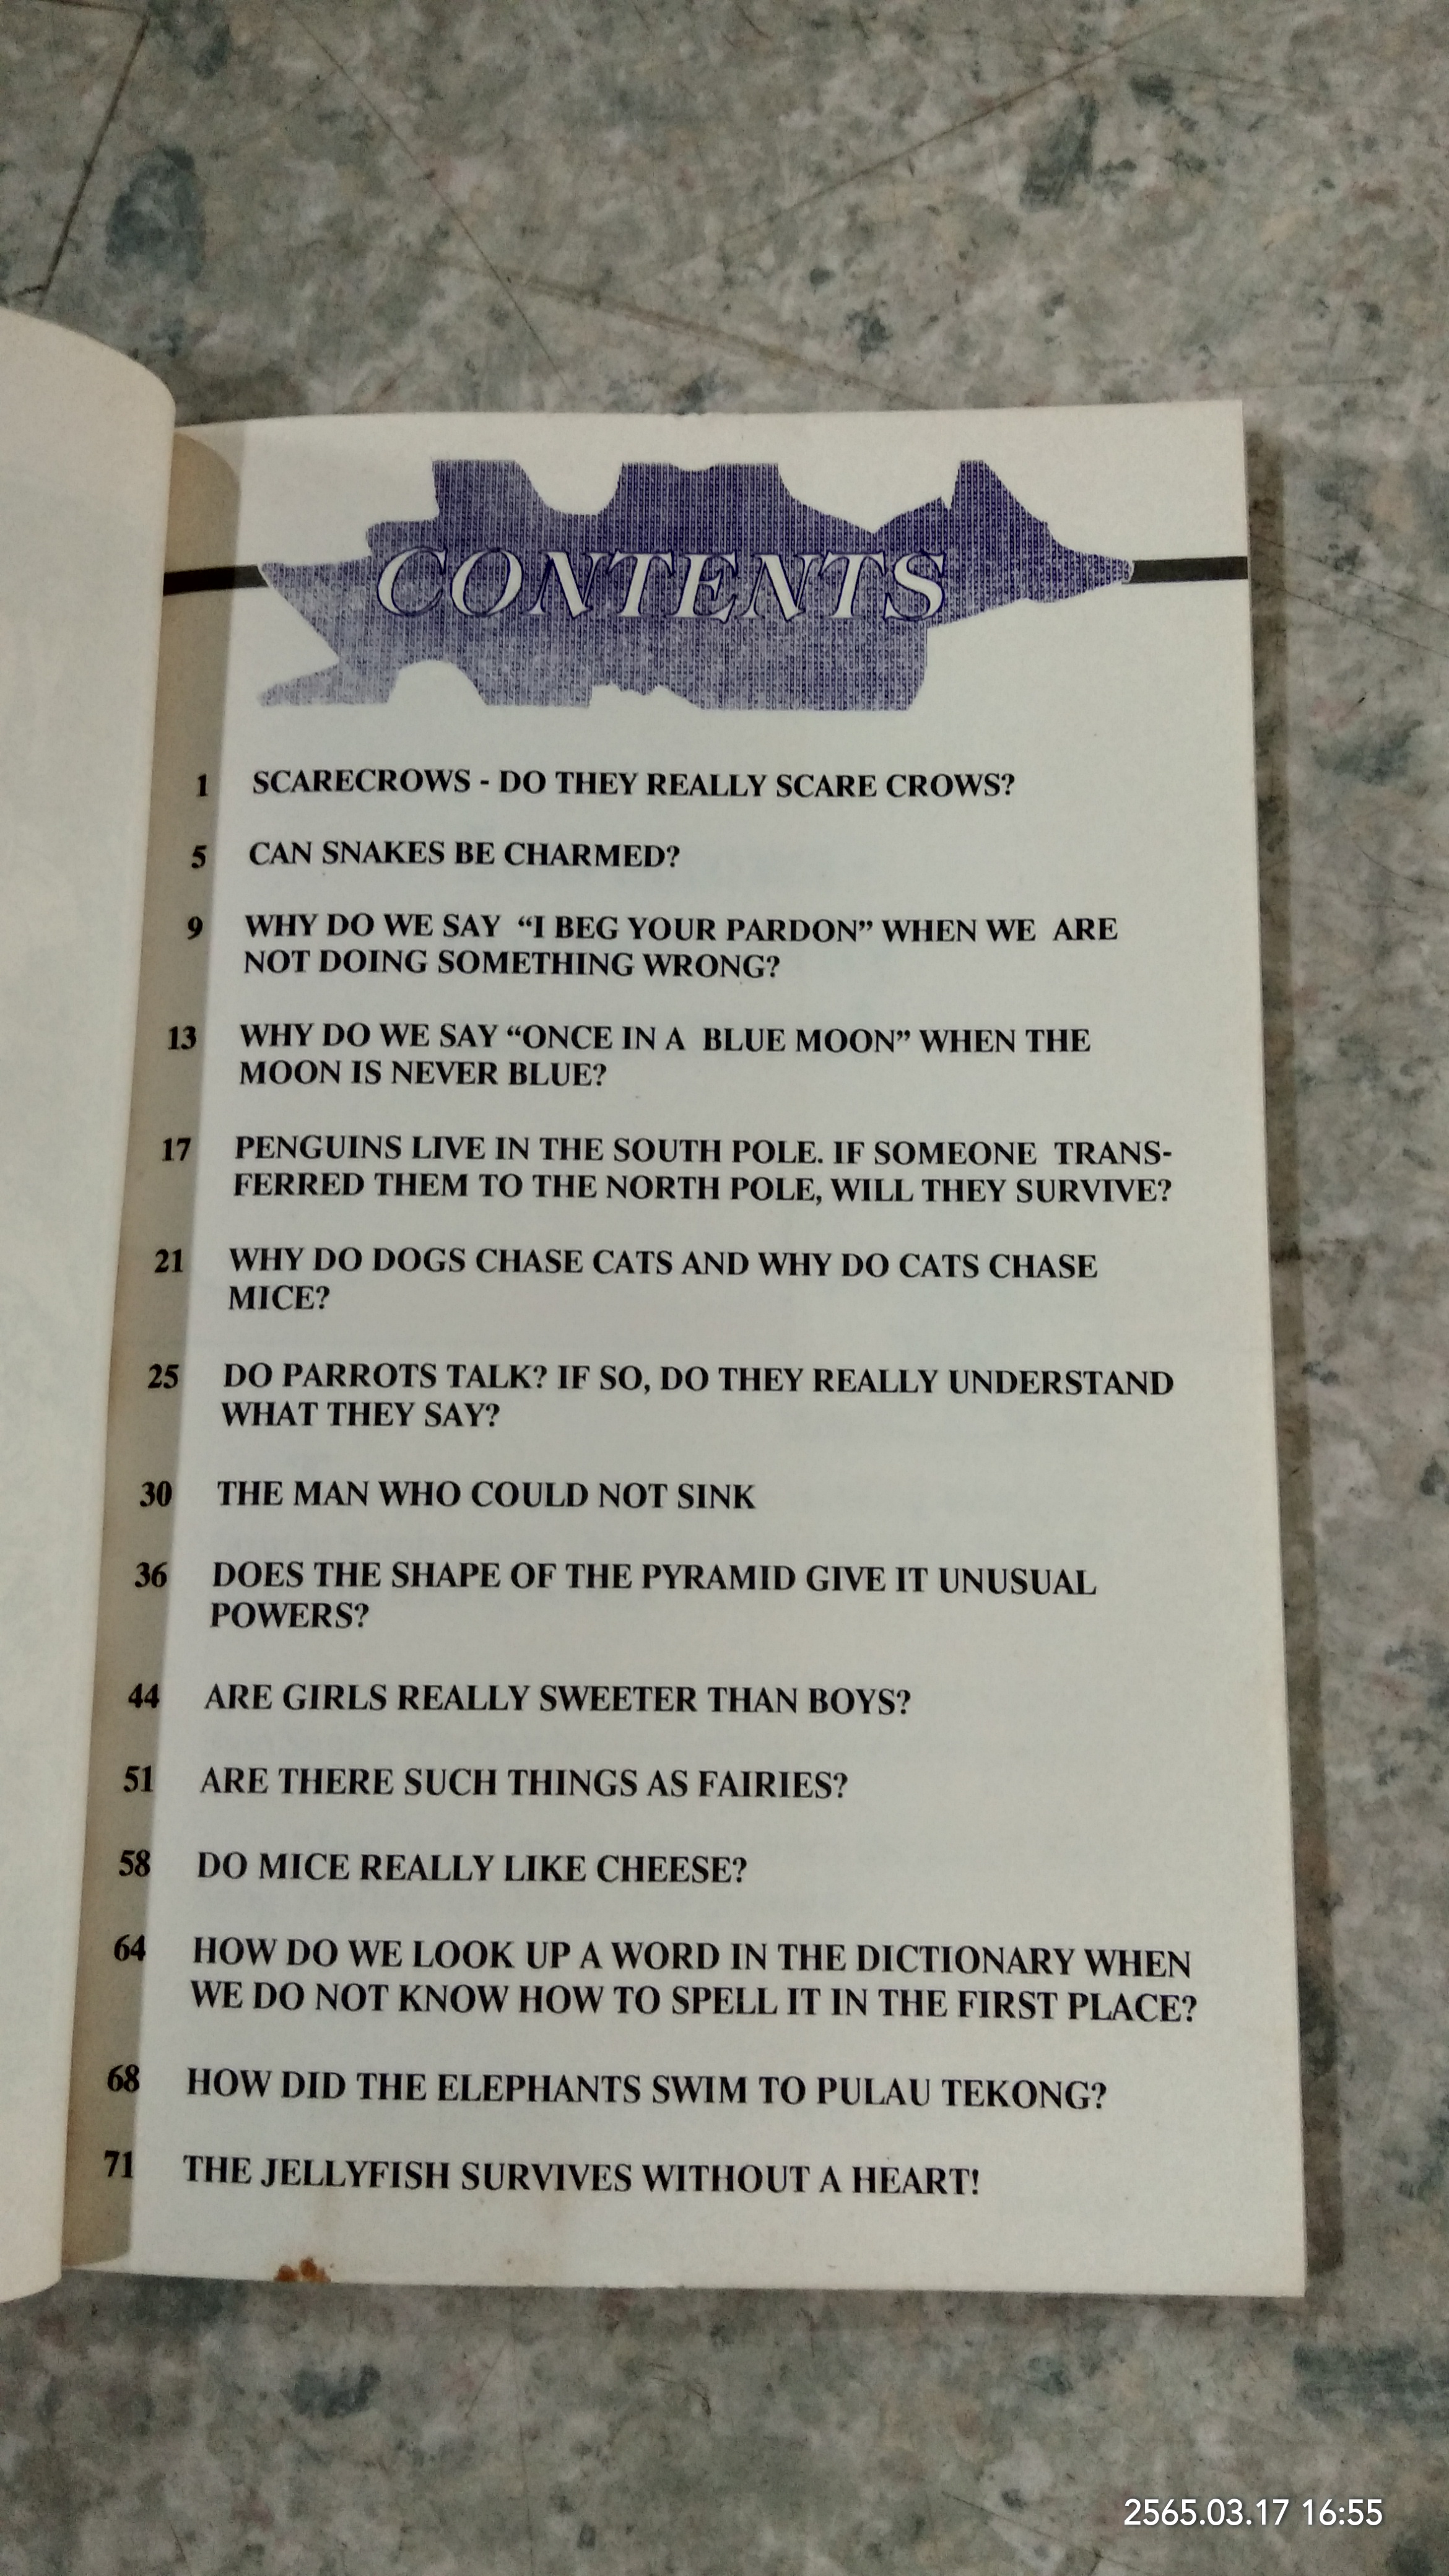 CONTENTS
1 SCARECROWS - DO THEY REALLY SCARE CROWS?
5 CAN SNAKES BE CHARMED?
9 WHY DO WE SAY “I BEG YOUR PARDON” WHEN WE ARE
NOT DOING SOMETHING WRONG?
13 WHY DO WE SAY “ONCE IN A BLUE MOON” WHEN THE
MOON IS NEVER BLUE?
17 PENGUINS LIVE IN THE SOUTH POLE. IF SOMEONE TRANS-
FERRED THEM TO THE NORTH POLE, WILL THEY SURVIVE?
21 WHY DO DOGS CHASE CATS AND WHY DO CATS CHASE
MICE?
25 DO PARROTS TALK? IF SO, DO THEY REALLY UNDERSTAND
WHAT THEY SAY?
30 THE MAN WHO COULD NOT SINK
36 DOES THE SHAPE OF THE PYRAMID GIVE IT UNUSUAL
POWERS?
44 ARE GIRLS REALLY SWEETER THAN BOYS?
51 ARE THERE SUCH THINGS AS FAIRIES?
58 DO MICE REALLY LIKE CHEESE?
64 HOW DO WE LOOK UP A WORD IN THE DICTIONARY WHEN
WE DO NOT KNOW HOW TO SPELL IT IN THE FIRST PLACE?
68 HOW DID THE ELEPHANTS SWIM TO PULAU TEKONG?
71 THE JELLYFISH SURVIVES WITHOUT A HEART!
2565.03.17 16:55